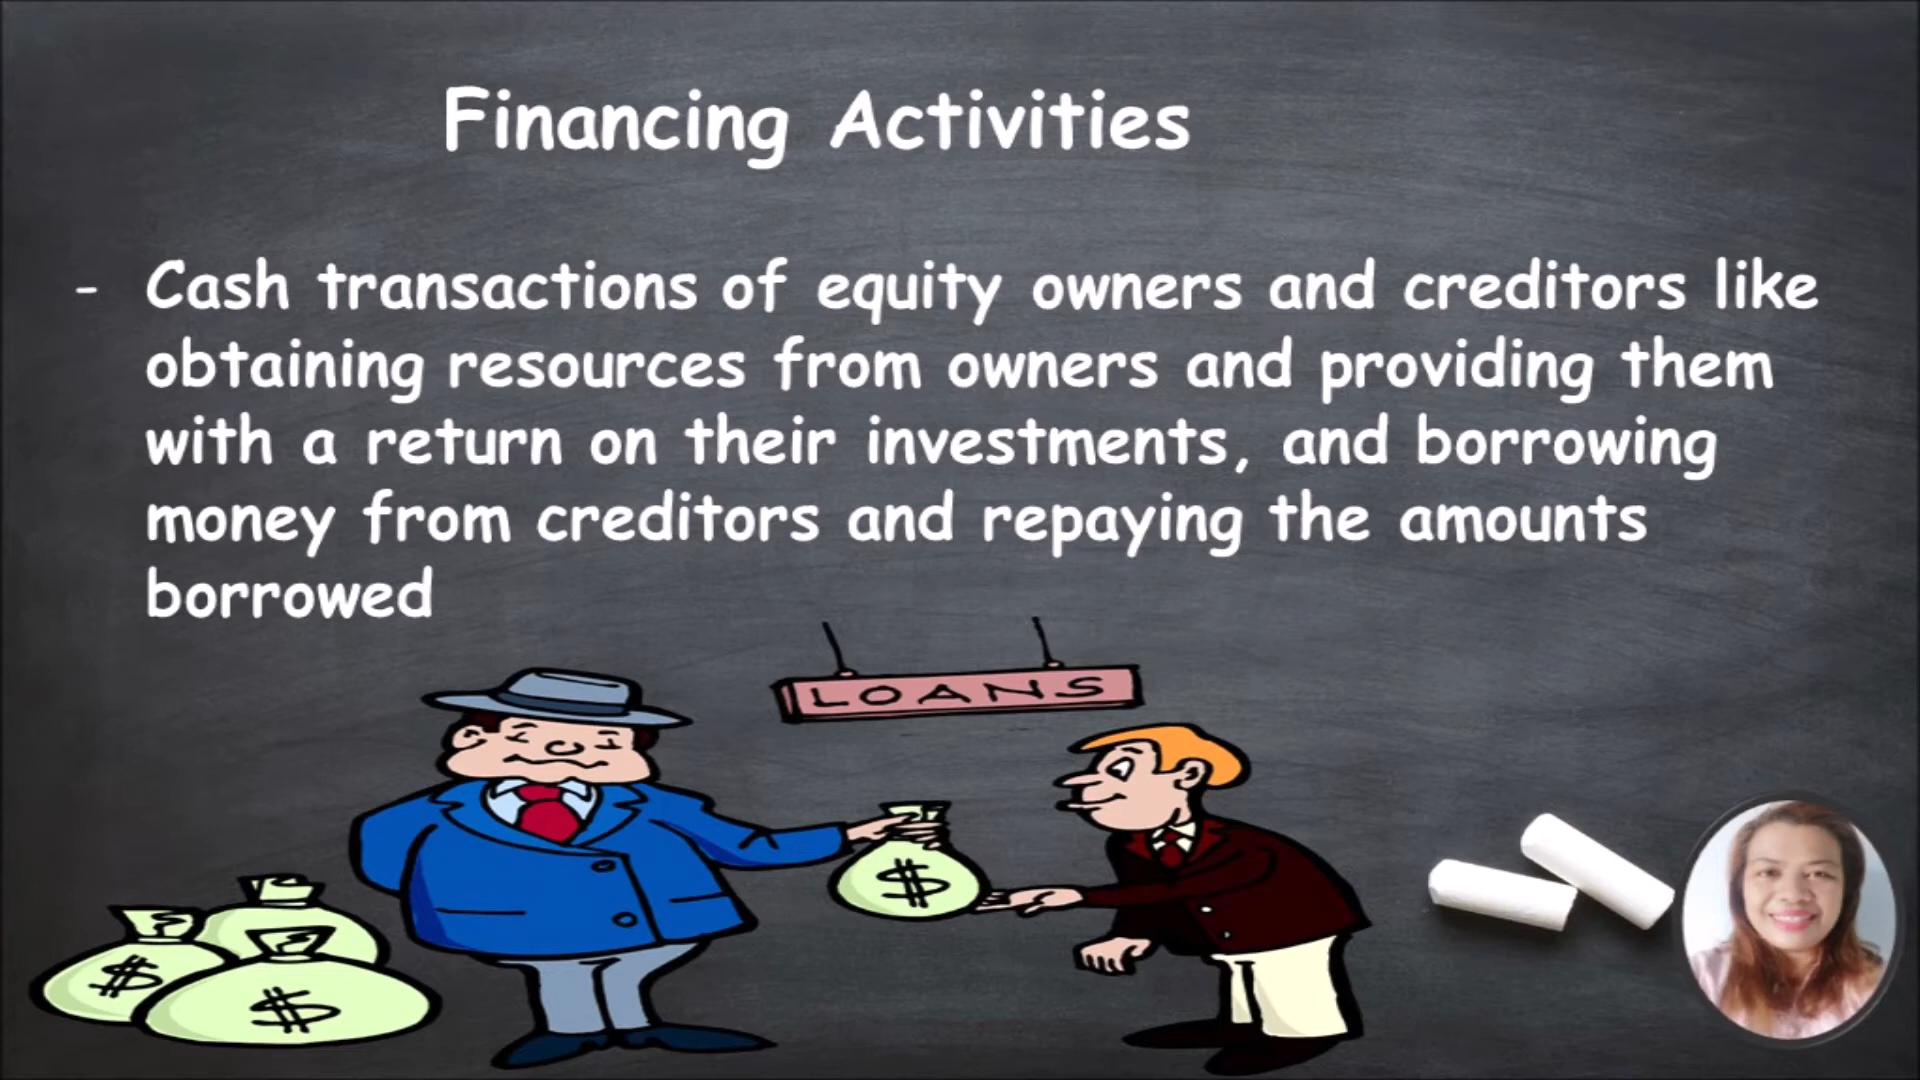 Financing Activities
- Cash transactions of equity owners and creditors like
obtaining resources from owners and providing them
with a return on their investments, and borrowing
money from creditors and repaying the amounts
borrowed
LOANS
$
$
$